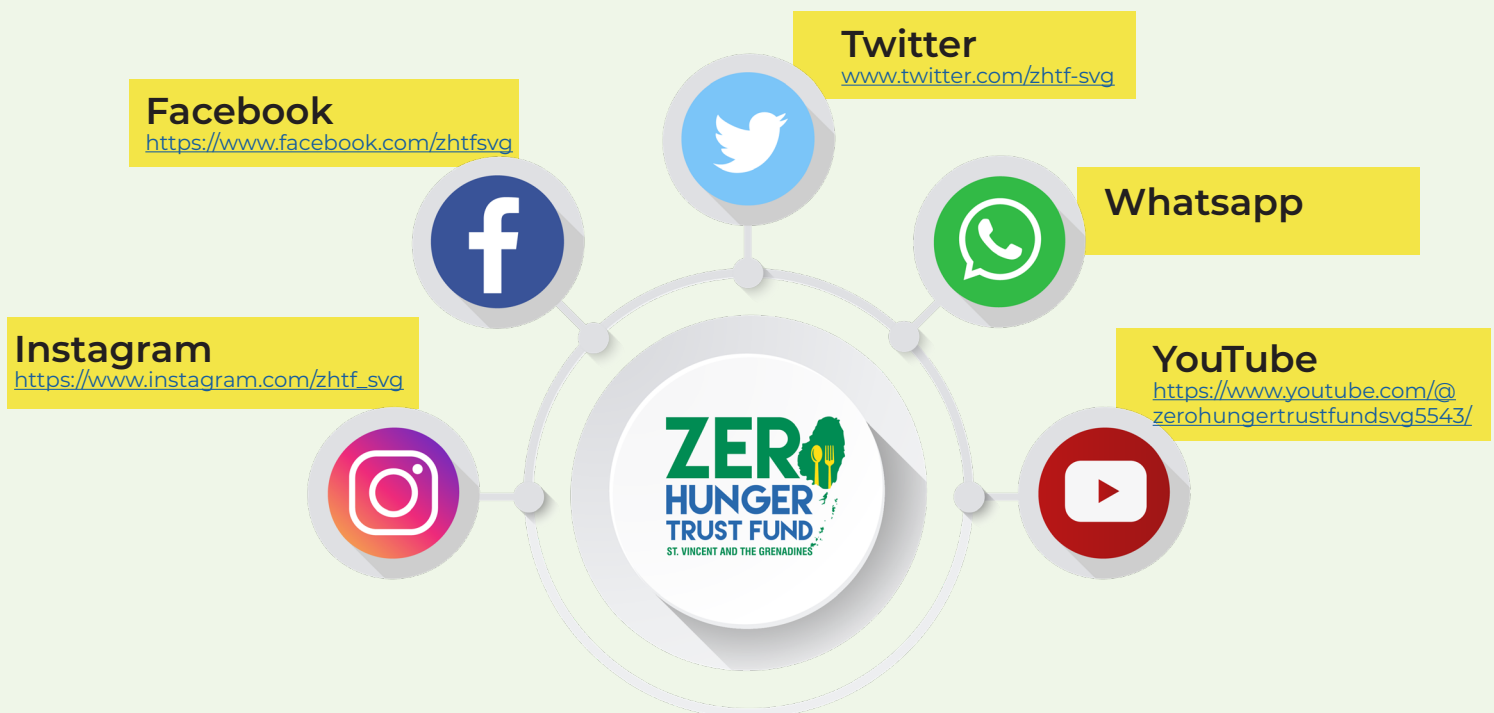 Twitter
www.twitter.com/zhtf-svg
Facebook
https://www.facebook.com/zhtfsvg
Whatsapp
Instagram
https://www.instagram.com/zhtf_svg
YouTube
https://www.youtube.com/@
zerohungertrustfundsvg5543/
ZERO
HUNGER
TRUST FUND
ST. VINCENT AND THE GRENADINES